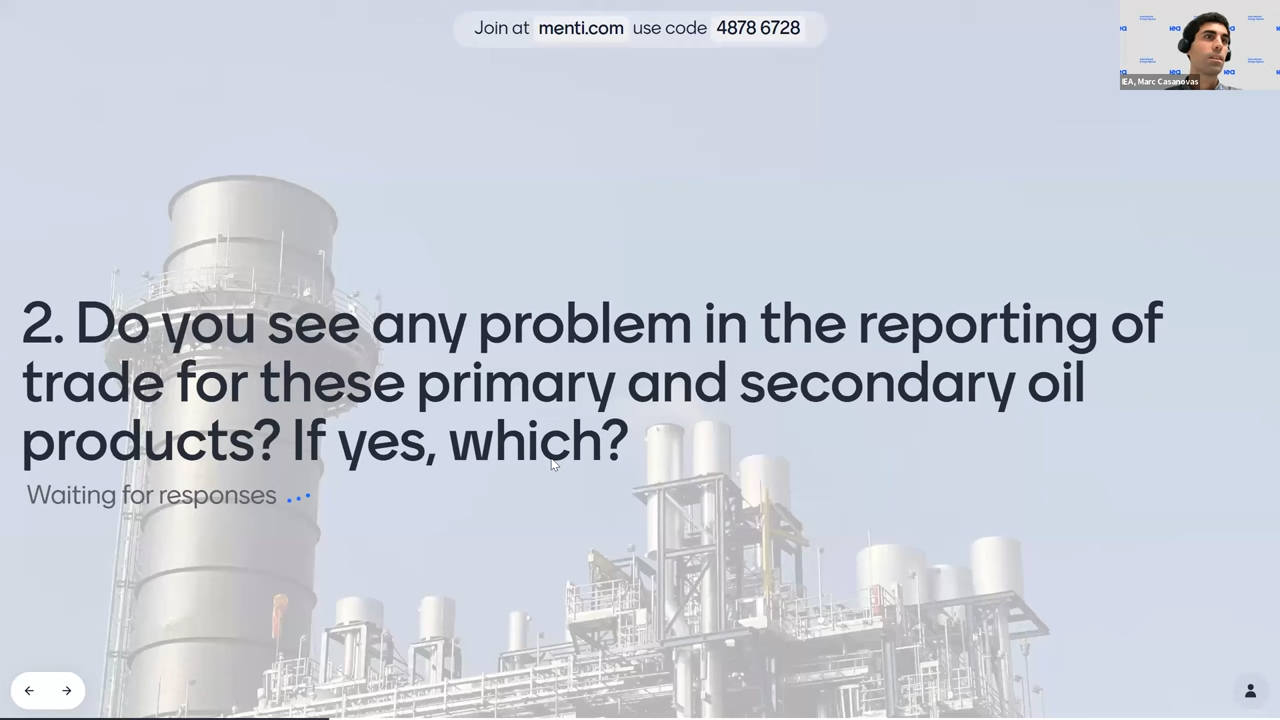 Join at menti.com use code 4878 6728
iea
IEA, Marc Casanovas
2. Do you see any problem in the reporting of
trade for these primary and secondary oil
products? If yes, which?
Waiting for responses